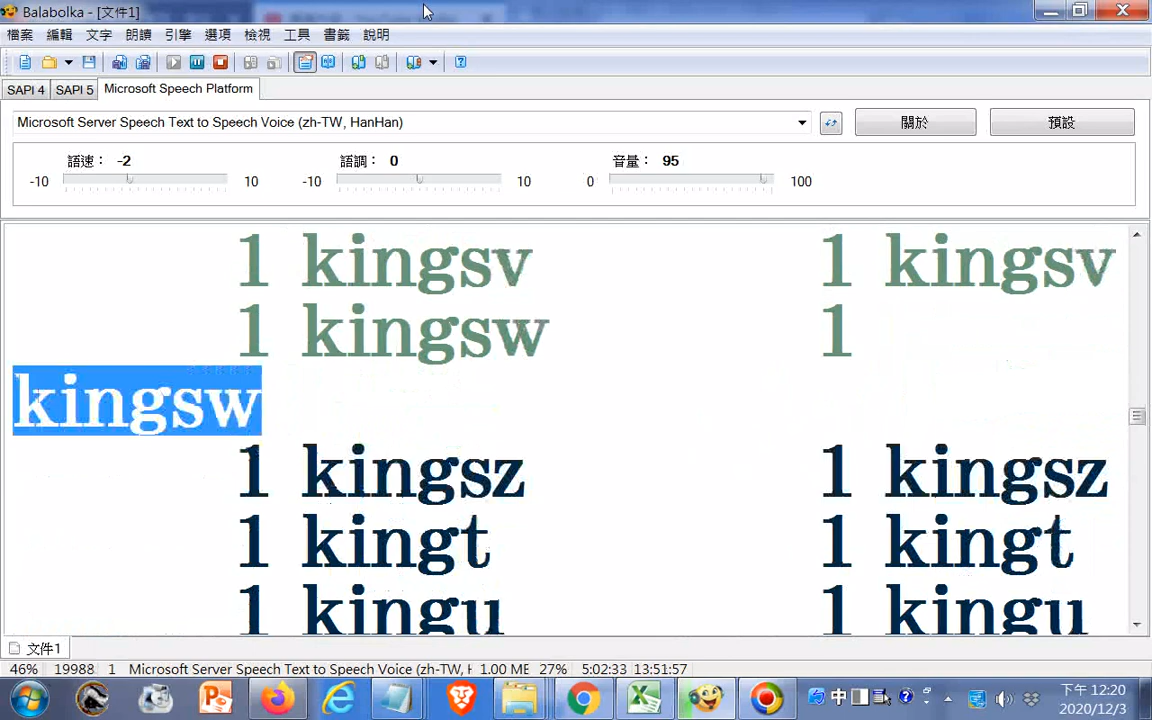 Balabolka - [文件1]
檔案 編輯 文字 朗讀 引擎 選項 檢視 工具 書籤 說明
SAPI 4 SAPI 5 Microsoft Speech Platform
Microsoft Server Speech Text to Speech Voice (zh-TW, HanHan) 關於 預設
語速： -2 語調： 0 音量： 95
-10 10 -10 10 0 100
1 kingsv 1 kingsv
1 kingsw 1
kingsw
1 kingsz 1 kingsz
1 kingt 1 kingt
1 kingu 1 kingu
文件1
46% 19988 1 Microsoft Server Speech Text to Speech Voice (zh-TW, 1.00 ME 27% 5:02:33 13:51:57
中 下午 12:20
2020/12/3